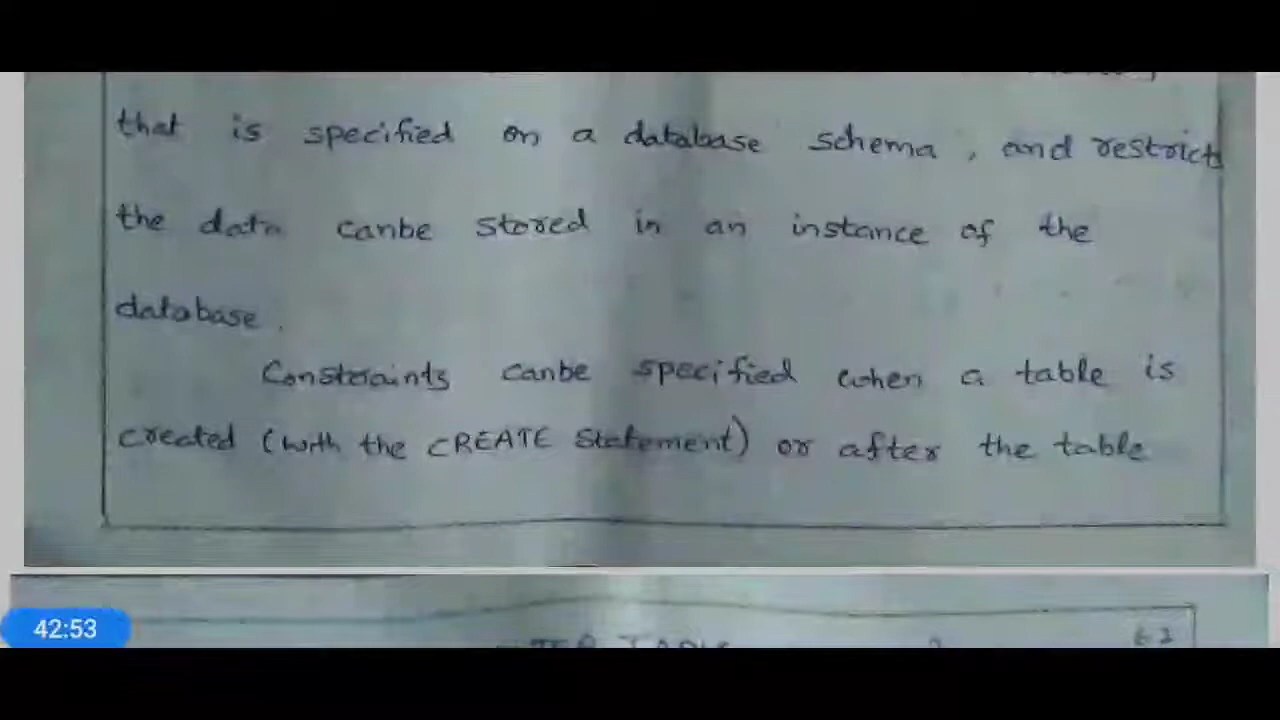 that is specified on a database schema, and restricts
the data canbe stored in an instance of the
database.
Constraints canbe specified when a table is
created (with the CREATE Statement) or after the table
TABLE
42:53